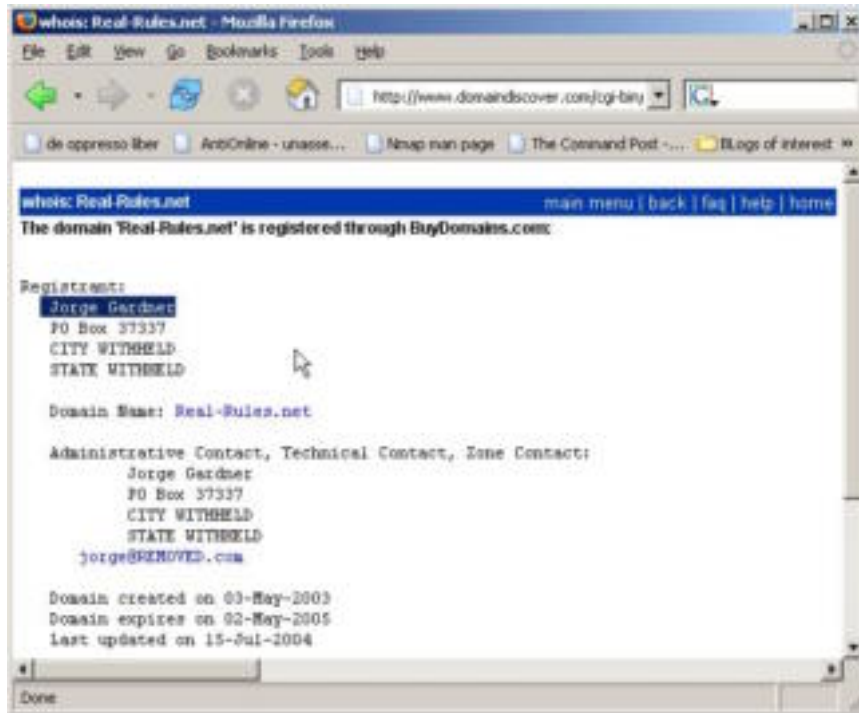 whois: Real-Rules.net - Mozilla Firefox
File Edit View Go Bookmarks Tools Help
http://www.domaindiscover.com/cgi-bin/
de oppresso liber AntiOnline - unasse... Nmap man page The Command Post -.... BLogs of interest »
whois: Real-Rules.net main menu | back | faq | help | home
The domain 'Real-Rules.net' is registered through BuyDomains.com:
Registrant:
Jorge Gardner
PO Box 37337
CITY WITHHELD
STATE WITHHELD
Domain Name: Real-Rules.net
Administrative Contact, Technical Contact, Zone Contact:
Jorge Gardner
PO Box 37337
CITY WITHHELD
STATE WITHHELD
jorge@REMOVED.com
Domain created on 03-May-2003
Domain expires on 02-May-2005
Last updated on 15-Jul-2004
Done